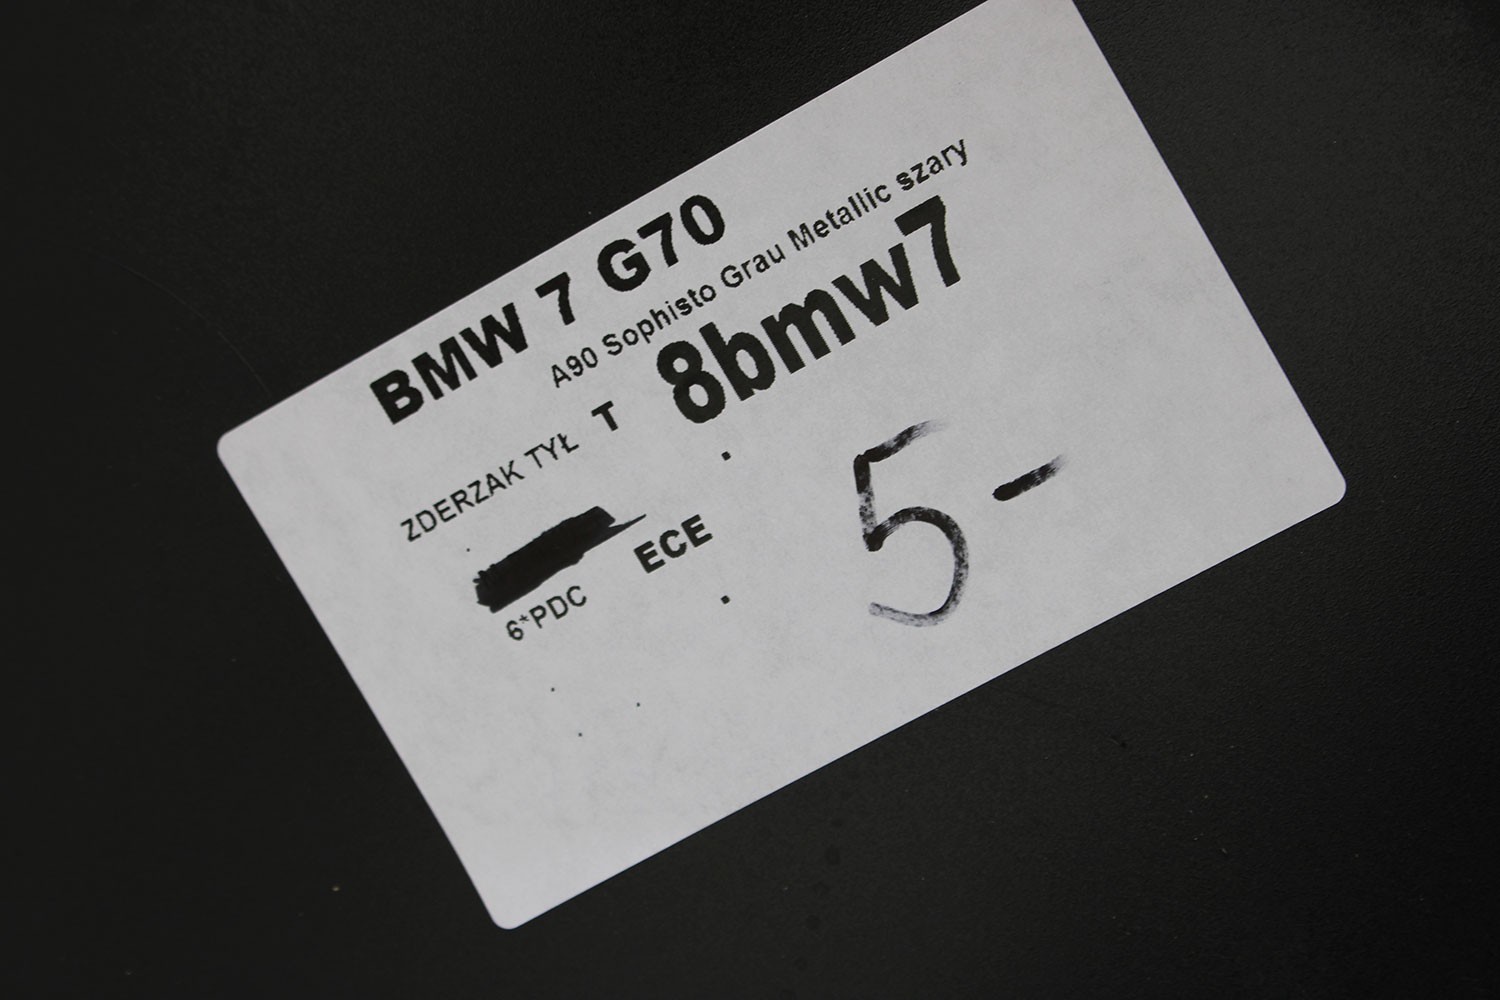 BMW 7 G70
A90 Sophisto Grau Metallic szary
ZDERZAK TYŁ T 8bmw7
ECE
6*PDC
5-